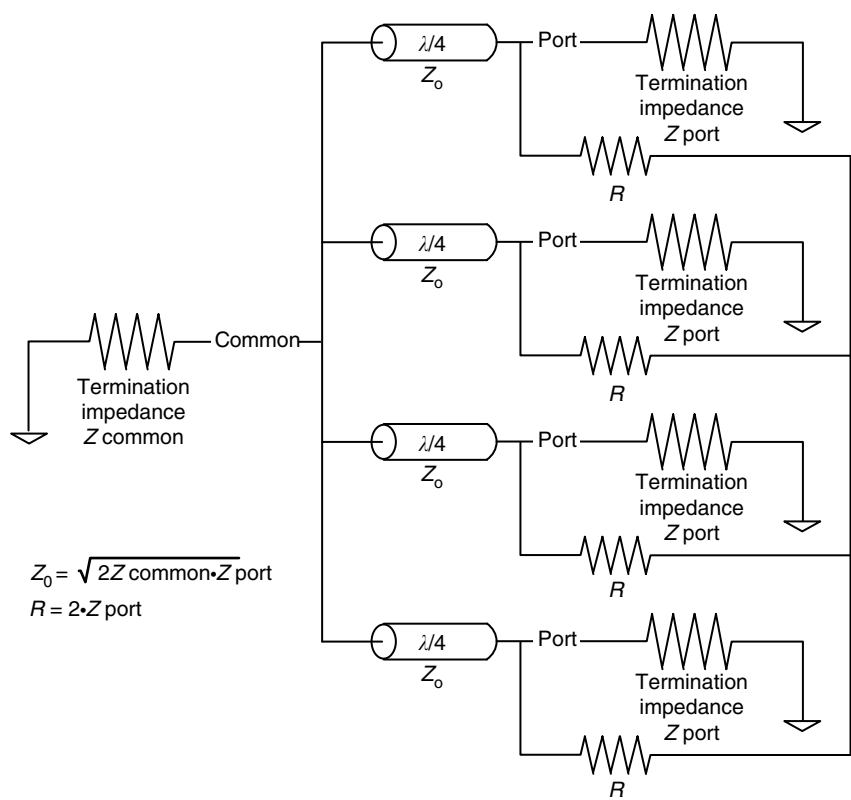 λ/4
Zo
Port
Termination
impedance
Z port
R
λ/4
Zo
Port
Termination
impedance
Z port
R
Common
Termination
impedance
Z common
λ/4
Zo
Port
Termination
impedance
Z port
R
Z0 = √2Z common•Z port
R = 2•Z port
λ/4
Zo
Port
Termination
impedance
Z port
R